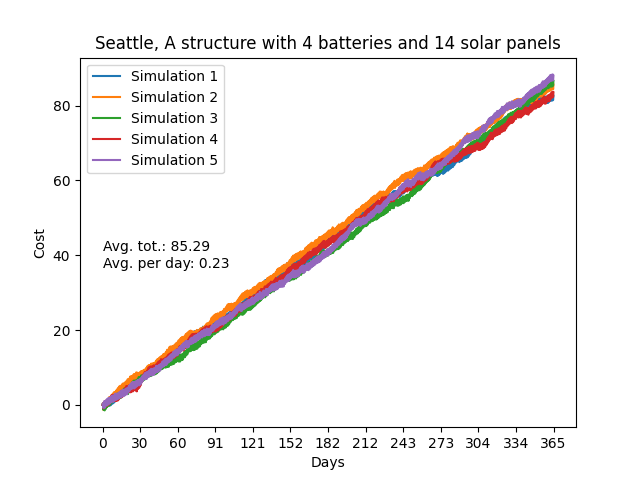 Seattle, A structure with 4 batteries and 14 solar panels
Simulation 1
Simulation 2
Simulation 3
Simulation 4
Simulation 5
80
60
40
20
0
Cost
Avg. tot.: 85.29
Avg. per day: 0.23
0 30 60 91 121 152 182 212 243 273 304 334 365
Days